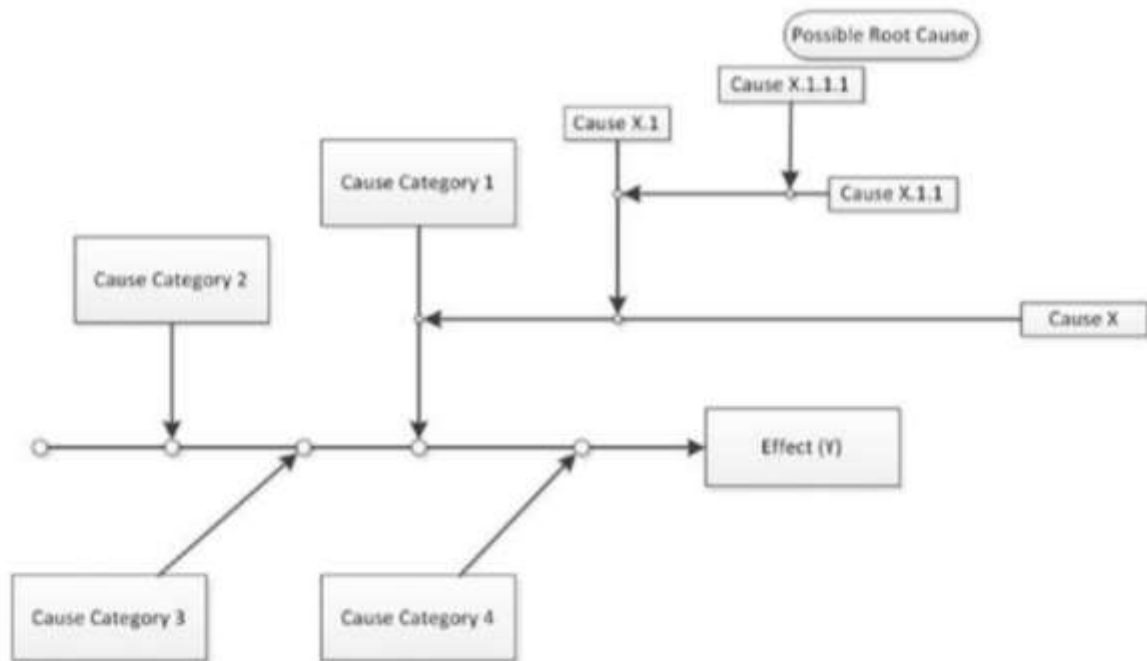 Possible Root Cause
Cause X.1.1.1
Cause X.1
Cause Category 1
Cause X.1.1
Cause Category 2
Cause X
Effect (Y)
Cause Category 3
Cause Category 4